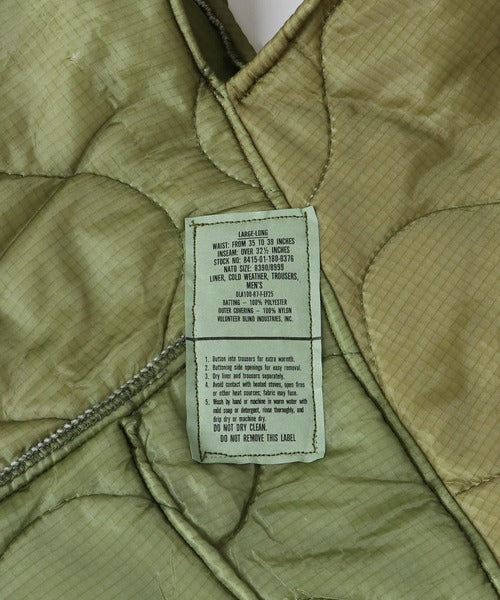 LARGE-LONG
WAIST: FROM 35 TO 39 INCHES
INSEAM: OVER 32½ INCHES
STOCK NO: 8415-01-180-0376
NATO SIZE: 8390/8999
LINER, COLD WEATHER, TROUSERS,
MEN'S
DLA100-87-F-EF25
BATTING – 100% POLYESTER
OUTER COVERING – 100% NYLON
VOLUNTEER BLIND INDUSTRIES, INC.
1. Button into trousers for extra warmth.
2. Buttoning side openings for easy removal.
3. Dry liner and trousers separately.
4. Avoid contact with heated stoves, open fires
or other heat sources; fabric may fuse.
5. Wash by hand or machine in warm water with
mild soap or detergent, rinse thoroughly, and
drip dry or machine dry.
DO NOT DRY CLEAN.
DO NOT REMOVE THIS LABEL